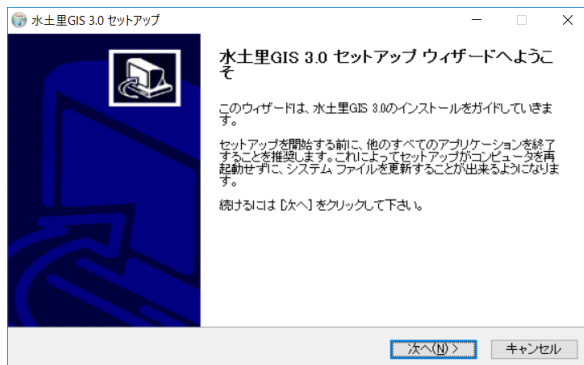 水土里GIS 3.0 セットアップ
水土里GIS 3.0 セットアップ ウィザードへようこ
そ
このウィザードは、水土里GIS 3.0のインストールをガイドしていきま
す。
セットアップを開始する前に、他のすべてのアプリケーションを終了
することを推奨します。これによってセットアップがコンピュータを再
起動せずに、システム ファイルを更新することが出来るようになりま
す。
続けるには [次へ] をクリックして下さい。
次へ(N) >
キャンセル